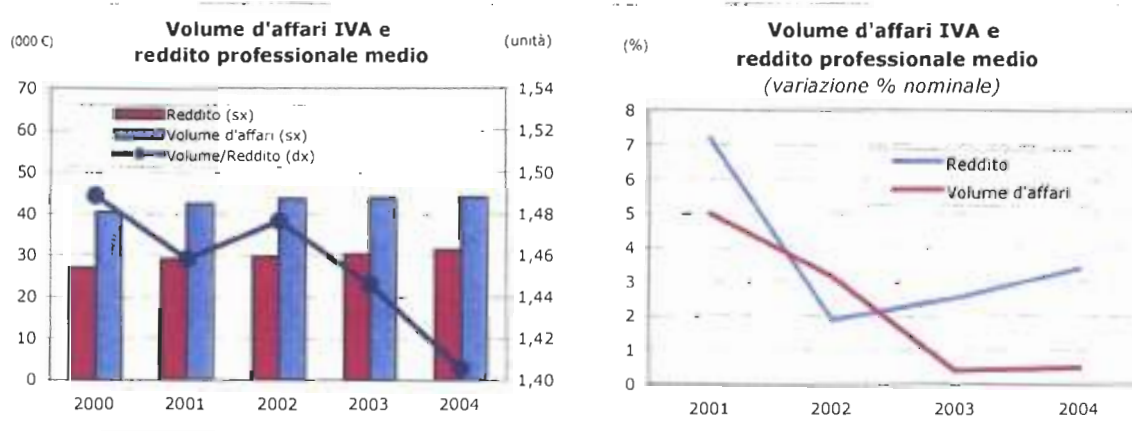 Volume d'affari IVA e
reddito professionale medio
(000 €)
(unità)
70
60
50
40
30
20
10
0
1,54
1,52
1,50
1,48
1,46
1,44
1,42
1,40
Reddito (sx)
Volume d'affari (sx)
Volume/Reddito (dx)
2000 2001 2002 2003 2004
Volume d'affari IVA e
reddito professionale medio
(variazione % nominale)
(%)
8
7
6
5
4
3
2
1
0
Reddito
Volume d'affari
2001 2002 2003 2004